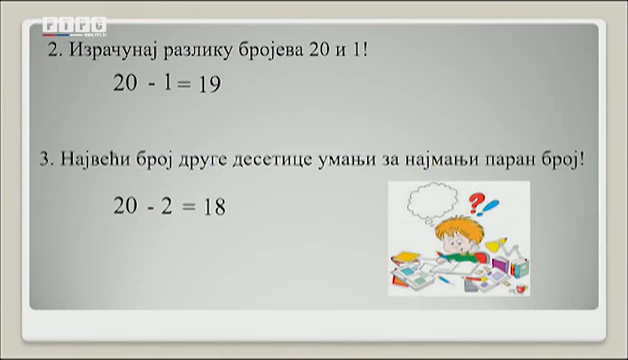 РТРС
2. Израчунај разлику бројева 20 и 1!
20 - 1 = 19
3. Највећи број друге десетице умањи за најмањи паран број!
20 - 2 = 18